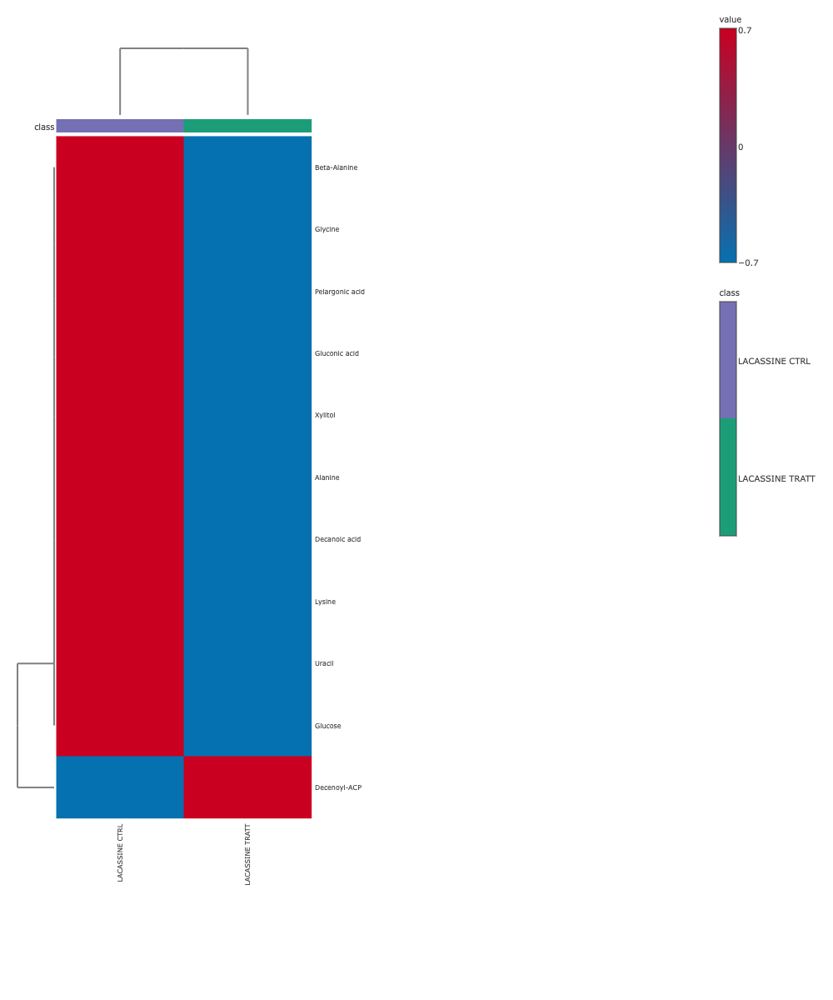 value
0.7
0
−0.7
class
LACASSINE CTRL
LACASSINE TRATT
class
Beta-Alanine
Glycine
Pelargonic acid
Gluconic acid
Xylitol
Alanine
Decanoic acid
Lysine
Uracil
Glucose
Decenoyl-ACP
LACASSINE CTRL
LACASSINE TRATT